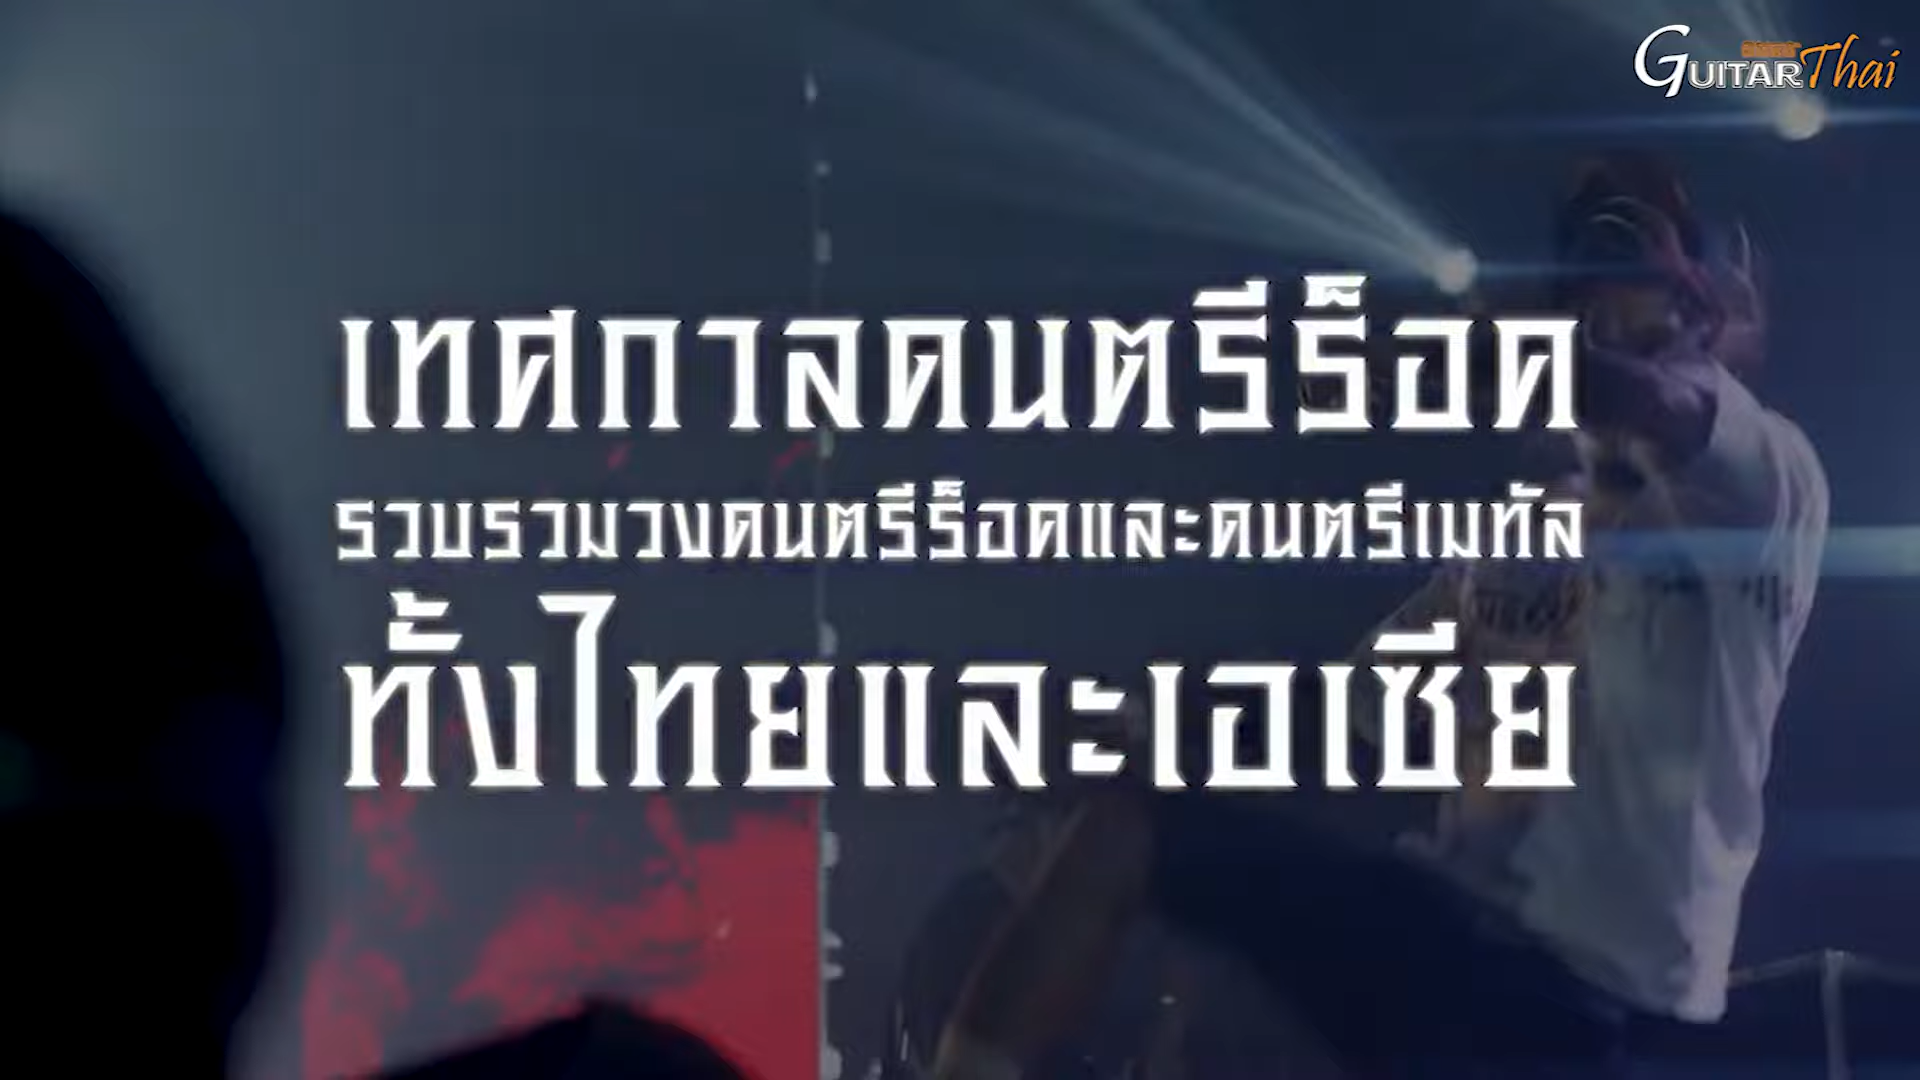 GUITARThai
เทศกาลดนตรีร็อค
รวบรวมวงดนตรีร็อคและดนตรีเมทัล
ทั้งไทยและเอเชีย